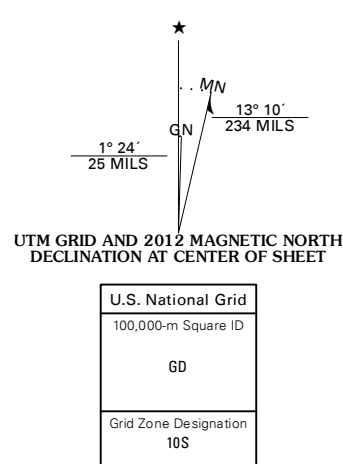 ★
MN
13° 10´
234 MILS
GN
1° 24´
25 MILS
UTM GRID AND 2012 MAGNETIC NORTH
DECLINATION AT CENTER OF SHEET
U.S. National Grid
100,000-m Square ID
GD
Grid Zone Designation
10S